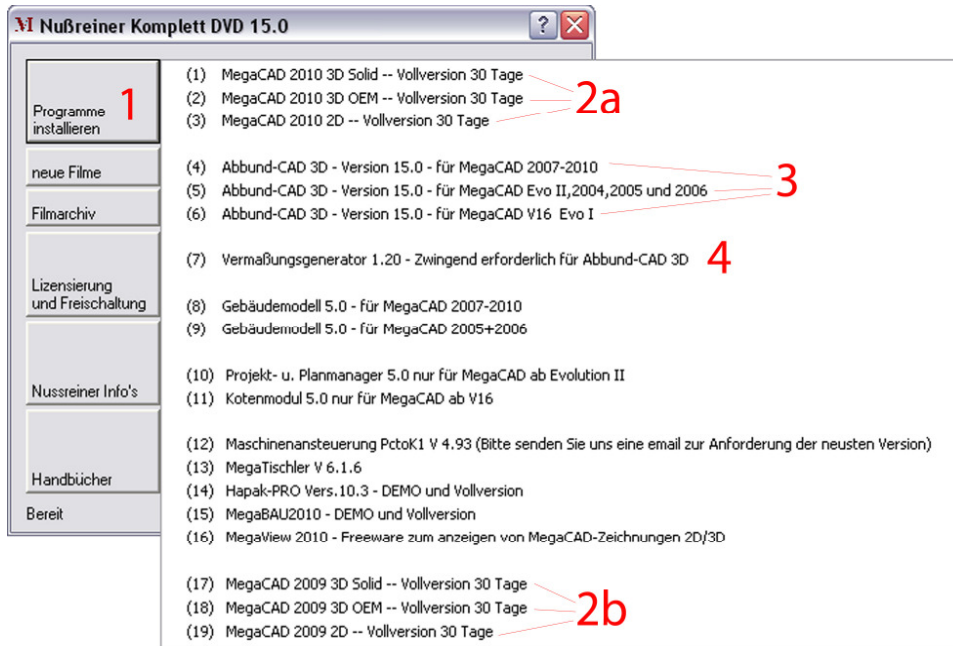 M Nußreiner Komplett DVD 15.0
Programme
installieren
1
neue Filme
Filmarchiv
Lizensierung
und Freischaltung
Nussreiner Info's
Handbücher
Bereit
(1) MegaCAD 2010 3D Solid -- Vollversion 30 Tage
(2) MegaCAD 2010 3D OEM -- Vollversion 30 Tage
(3) MegaCAD 2010 2D -- Vollversion 30 Tage
2a
(4) Abbund-CAD 3D - Version 15.0 - für MegaCAD 2007-2010
(5) Abbund-CAD 3D - Version 15.0 - für MegaCAD Evo II,2004,2005 und 2006
(6) Abbund-CAD 3D - Version 15.0 - für MegaCAD V16 Evo I
3
(7) Vermaßungsgenerator 1.20 - Zwingend erforderlich für Abbund-CAD 3D
4
(8) Gebäudemodell 5.0 - für MegaCAD 2007-2010
(9) Gebäudemodell 5.0 - für MegaCAD 2005+2006
(10) Projekt- u. Planmanager 5.0 nur für MegaCAD ab Evolution II
(11) Kotenmodul 5.0 nur für MegaCAD ab V16
(12) Maschinenansteuerung PctoK1 V 4.93 (Bitte senden Sie uns eine email zur Anforderung der neusten Version)
(13) MegaTischler V 6.1.6
(14) Hapak-PRO Vers.10.3 - DEMO und Vollversion
(15) MegaBAU2010 - DEMO und Vollversion
(16) MegaView 2010 - Freeware zum anzeigen von MegaCAD-Zeichnungen 2D/3D
(17) MegaCAD 2009 3D Solid -- Vollversion 30 Tage
(18) MegaCAD 2009 3D OEM -- Vollversion 30 Tage
(19) MegaCAD 2009 2D -- Vollversion 30 Tage
2b